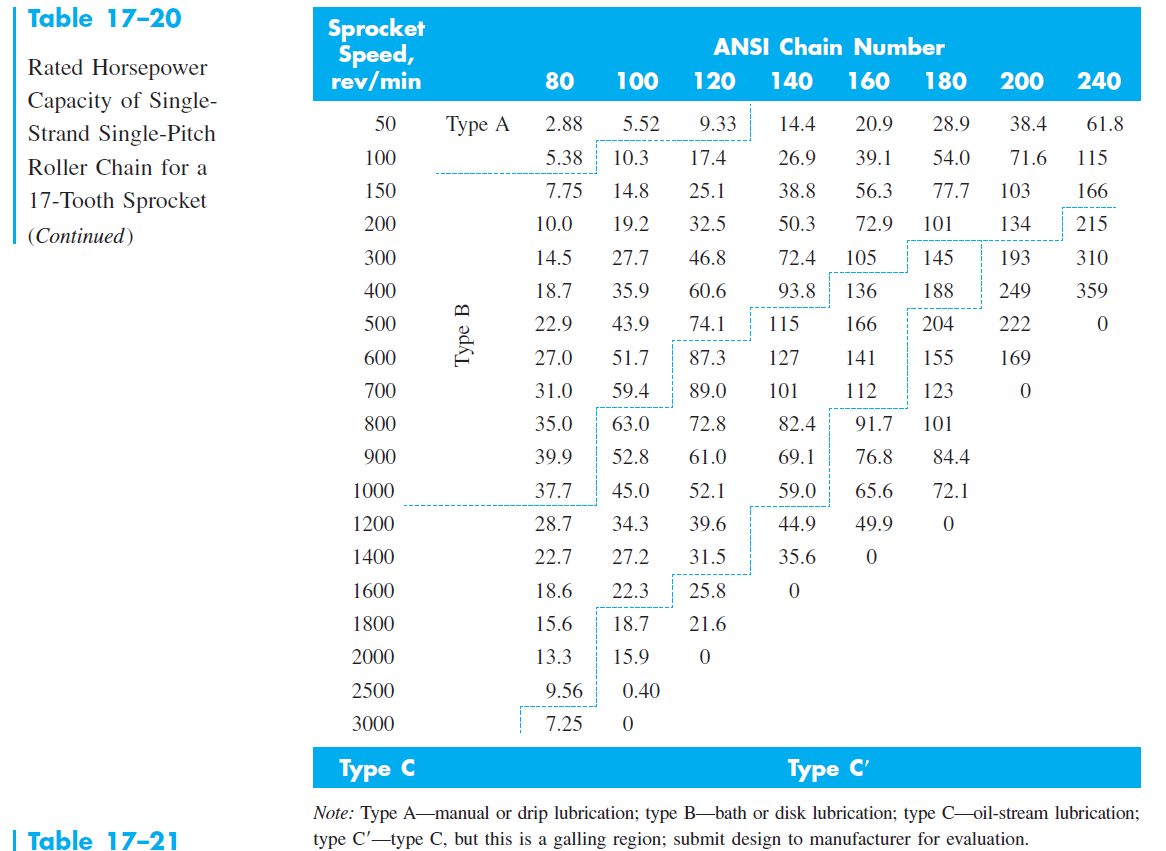 Table 17–20
Rated Horsepower
Capacity of Single-
Strand Single-Pitch
Roller Chain for a
17-Tooth Sprocket
(Continued)
Sprocket
Speed,
rev/min
ANSI Chain Number
80 100 120 140 160 180 200 240
50 Type A 2.88 5.52 9.33 14.4 20.9 28.9 38.4 61.8
100 5.38 10.3 17.4 26.9 39.1 54.0 71.6 115
150 7.75 14.8 25.1 38.8 56.3 77.7 103 166
200 10.0 19.2 32.5 50.3 72.9 101 134 215
300 14.5 27.7 46.8 72.4 105 145 193 310
400 18.7 35.9 60.6 93.8 136 188 249 359
Type B
500 22.9 43.9 74.1 115 166 204 222 0
600 27.0 51.7 87.3 127 141 155 169
700 31.0 59.4 89.0 101 112 123 0
800 35.0 63.0 72.8 82.4 91.7 101
900 39.9 52.8 61.0 69.1 76.8 84.4
1000 37.7 45.0 52.1 59.0 65.6 72.1
1200 28.7 34.3 39.6 44.9 49.9 0
1400 22.7 27.2 31.5 35.6 0
1600 18.6 22.3 25.8 0
1800 15.6 18.7 21.6
2000 13.3 15.9 0
2500 9.56 0.40
3000 7.25 0
Type C Type C′
Note: Type A—manual or drip lubrication; type B—bath or disk lubrication; type C—oil-stream lubrication;
type C′—type C, but this is a galling region; submit design to manufacturer for evaluation.
Table 17–21